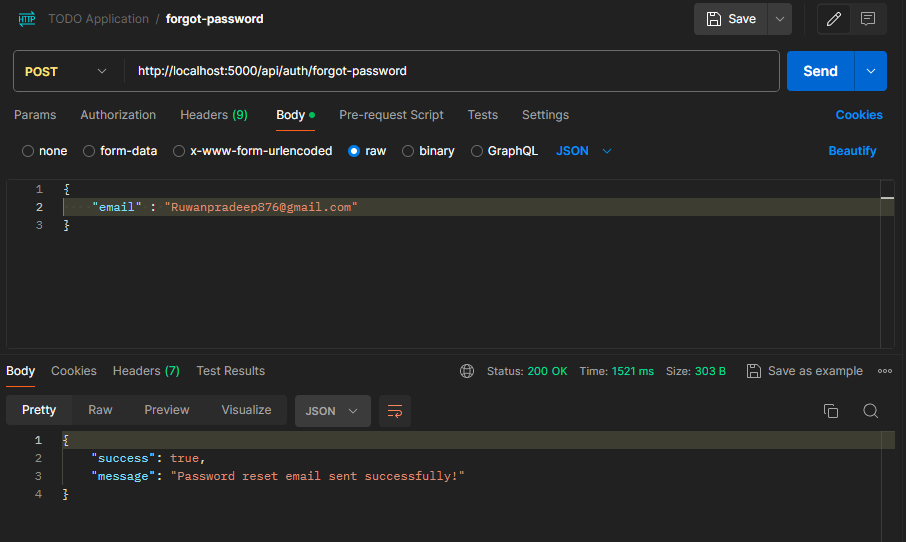 HTTP TODO Application / forgot-password Save
POST http://localhost:5000/api/auth/forgot-password Send
Params Authorization Headers (9) Body Pre-request Script Tests Settings Cookies
none form-data x-www-form-urlencoded raw binary GraphQL JSON Beautify
1 {
2 "email" : "Ruwanpradeep876@gmail.com"
3 }
Body Cookies Headers (7) Test Results Status: 200 OK Time: 1521 ms Size: 303 B Save as example
Pretty Raw Preview Visualize JSON
1 {
2 "success": true,
3 "message": "Password reset email sent successfully!"
4 }